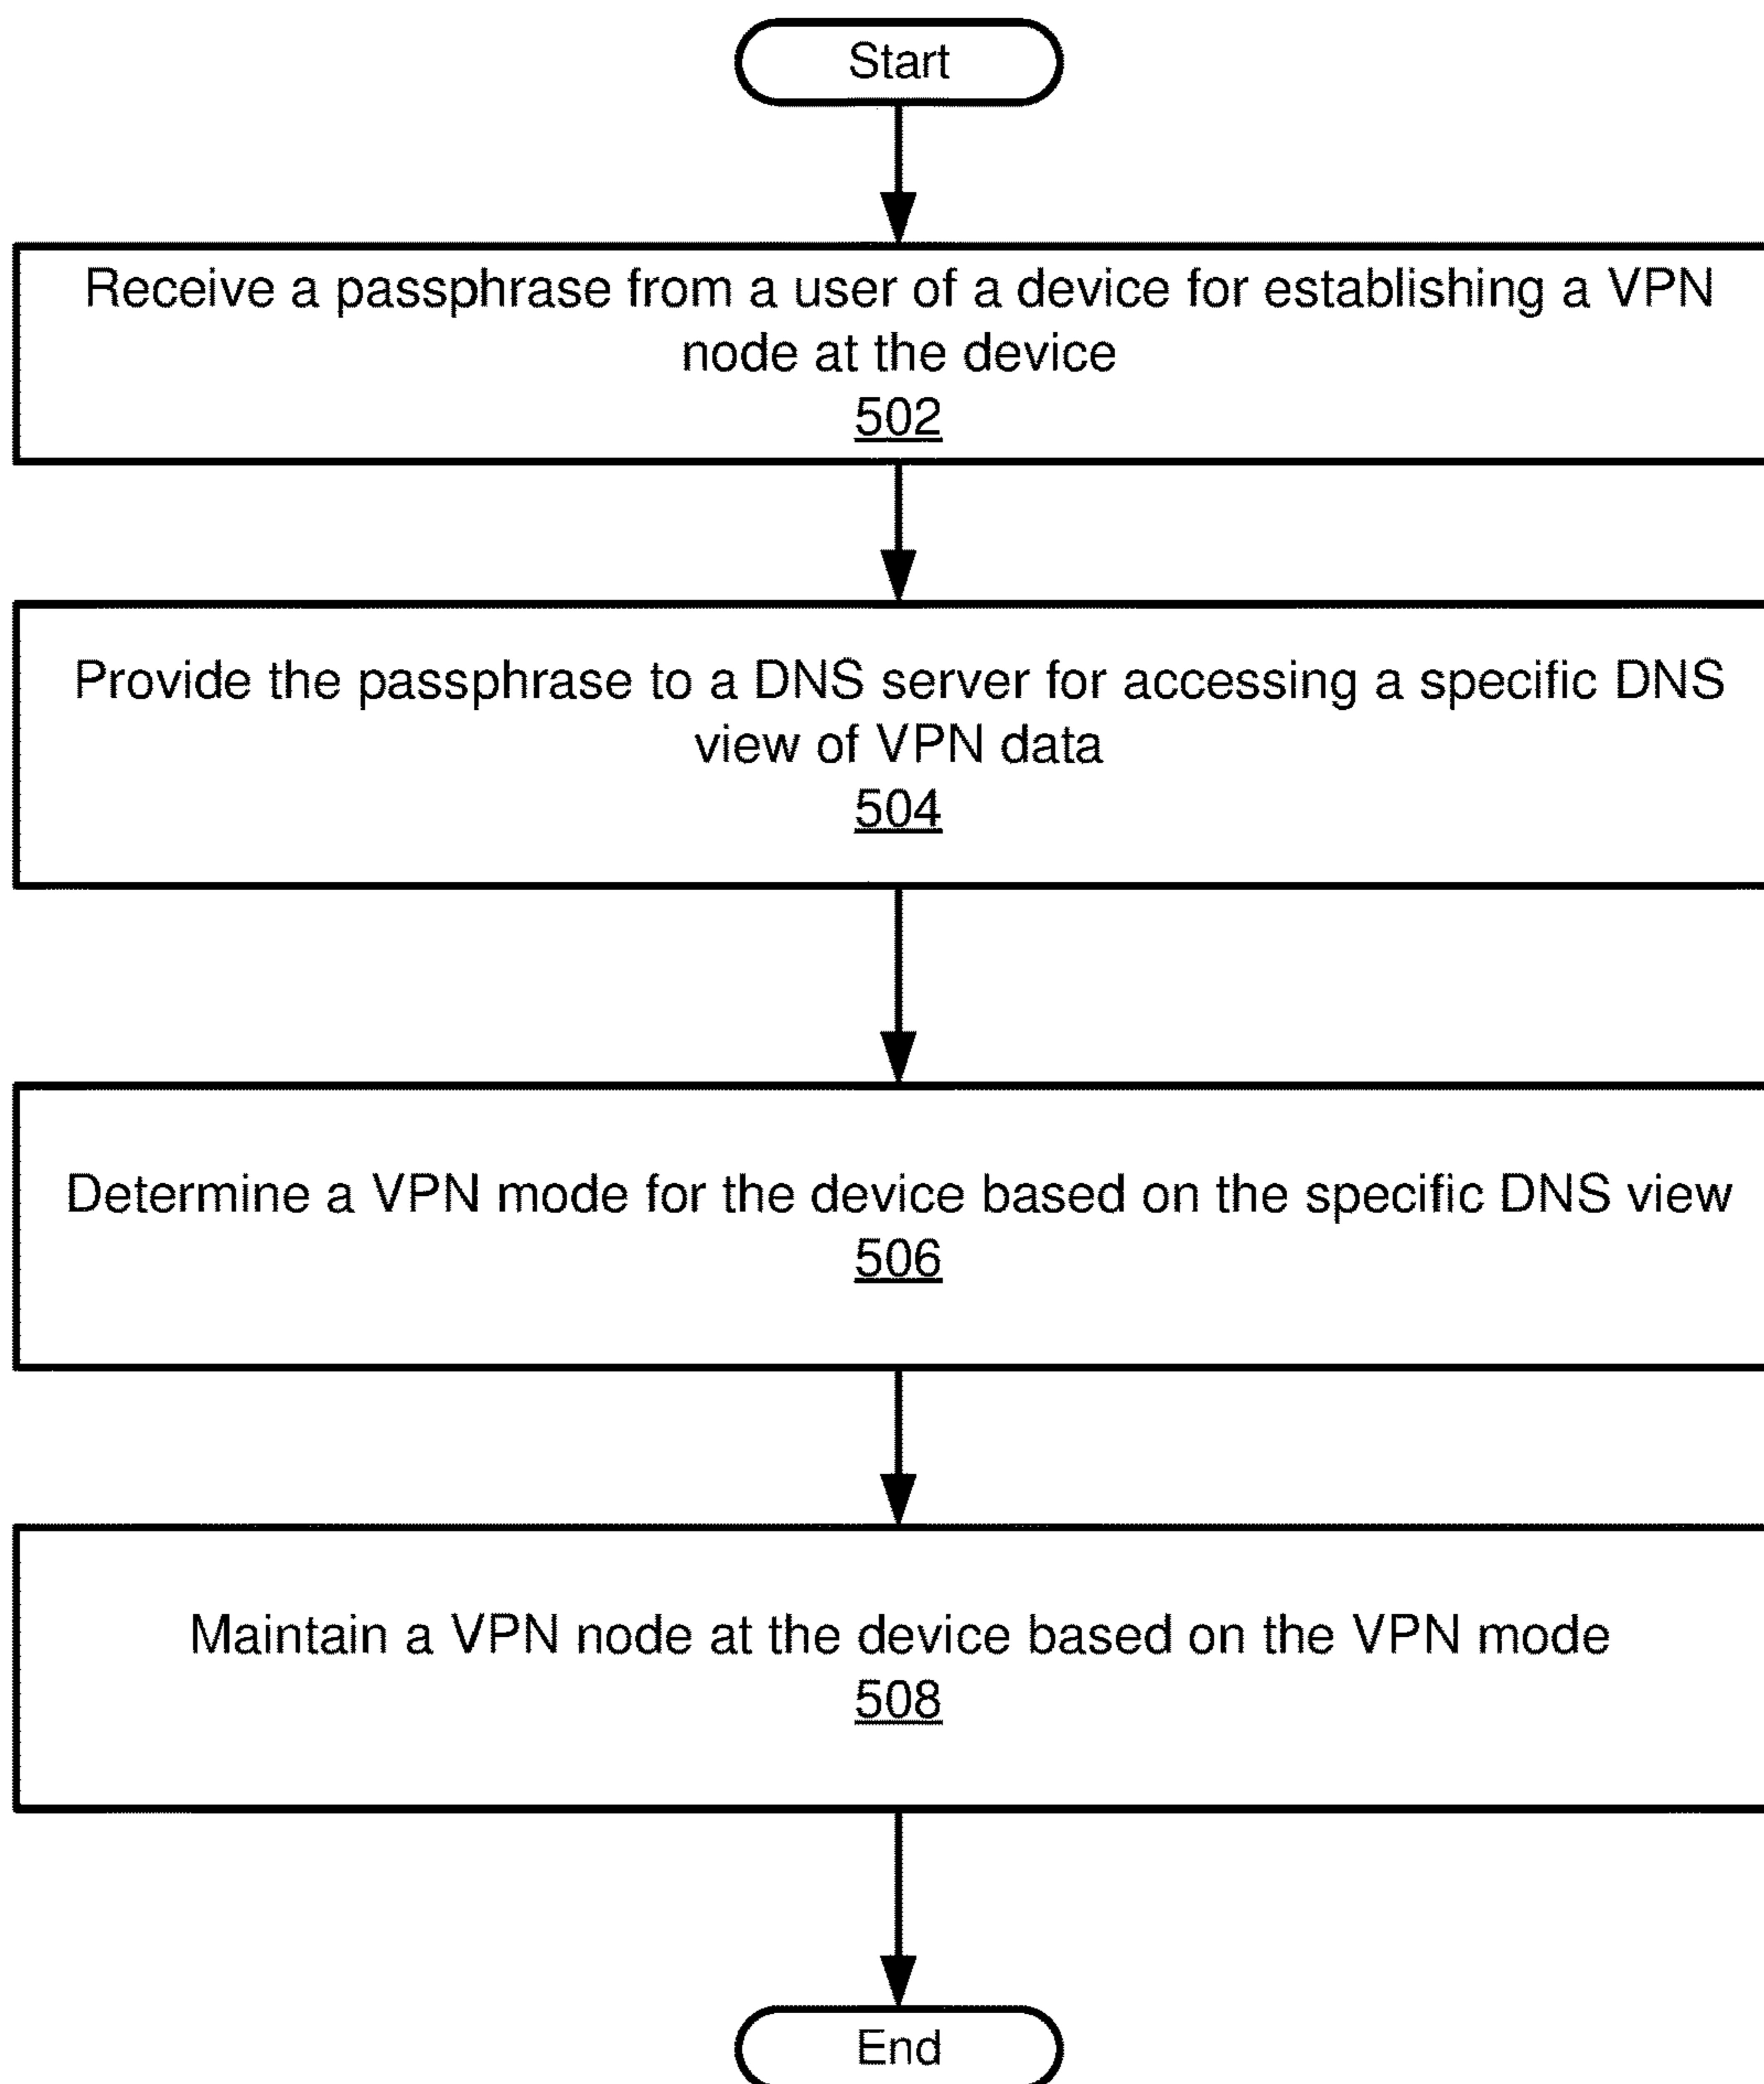 Start
Receive a passphrase from a user of a device for establishing a VPN
node at the device
502
Provide the passphrase to a DNS server for accessing a specific DNS
view of VPN data
504
Determine a VPN mode for the device based on the specific DNS view
506
Maintain a VPN node at the device based on the VPN mode
508
End